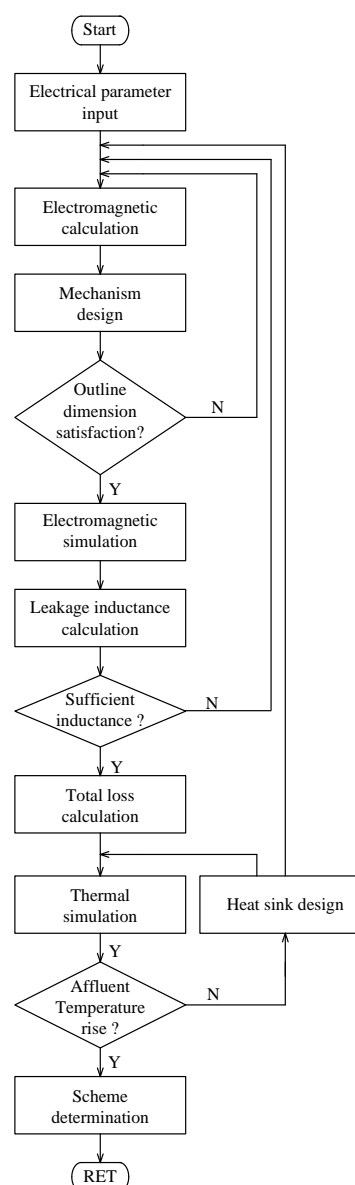 Start
Electrical parameter
input
Electromagnetic
calculation
Mechanism
design
Outline
dimension
satisfaction?
N
Y
Electromagnetic
simulation
Leakage inductance
calculation
Sufficient
inductance ?
N
Y
Total loss
calculation
Thermal
simulation
Heat sink design
Y
Affluent
Temperature
rise ?
N
Y
Scheme
determination
RET